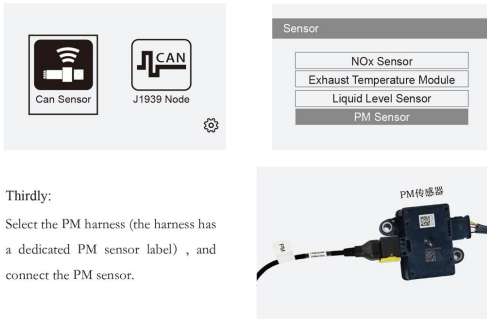 Can Sensor
CAN
J1939 Node
Sensor
NOx Sensor
Exhaust Temperature Module
Liquid Level Sensor
PM Sensor
Thirdly:
Select the PM harness (the harness has
a dedicated PM sensor label) , and
connect the PM sensor.
PM传感器
PM